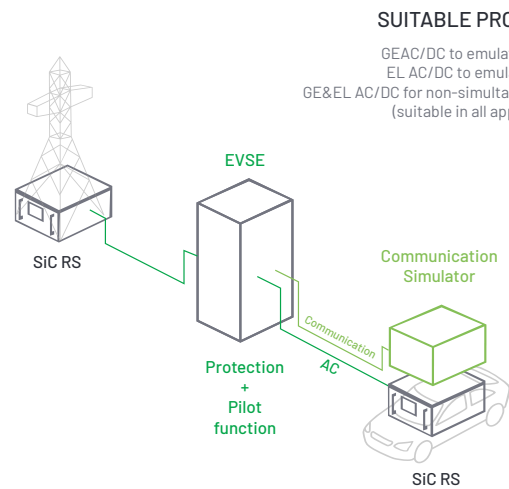 SUITABLE PRO
GEAC/DC to emula
EL AC/DC to emul
GE&EL AC/DC for non-simulta
(suitable in all app
EVSE
SiC RS
Communication
Simulator
Communication
AC
Protection
+
Pilot
function
SiC RS